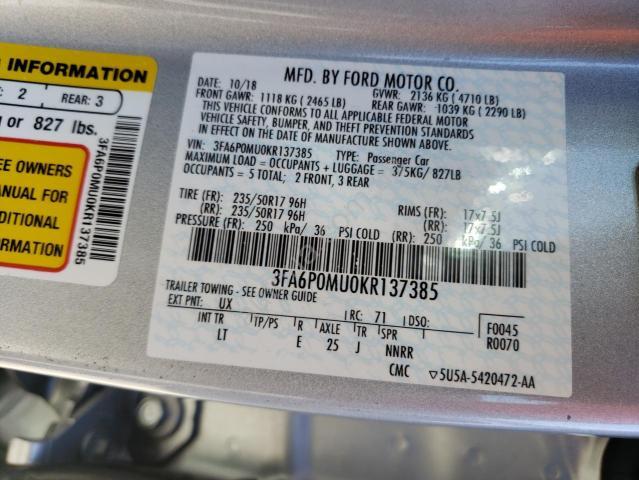 INFORMATION
: 2 REAR: 3
or 827 lbs.
EE OWNERS
ANUAL FOR
DDITIONAL
FORMATION
3FA6P0MU0KR137385
MFD. BY FORD MOTOR CO.
DATE: 10/18 GVWR: 2136 KG ( 4710 LB)
FRONT GAWR: 1118 KG ( 2465 LB) REAR GAWR: 1039 KG ( 2290 LB)
THIS VEHICLE CONFORMS TO ALL APPLICABLE FEDERAL MOTOR
VEHICLE SAFETY, BUMPER, AND THEFT PREVENTION STANDARDS
IN EFFECT ON THE DATE OF MANUFACTURE SHOWN ABOVE.
VIN: 3FA6P0MU0KR137385 TYPE: Passenger Car
MAXIMUM LOAD = OCCUPANTS + LUGGAGE = 375KG/ 827LB
OCCUPANTS = 5 TOTAL; 2 FRONT, 3 REAR
TIRE (FR): 235/50R17 96H RIMS (FR): 17x7.5J
(RR): 235/50R17 96H (RR): 17x7.5J
PRESSURE (FR): 250 kPa/ 36 PSI COLD (RR): 250 kPa/ 36 PSI COLD
3FA6P0MU0KR137385
TRAILER TOWING - SEE OWNER GUIDE
EXT PNT: UX RC: 71 DSO: F0045
INT TR TP/PS R AXLE TR SPR R0070
LT E 25 J NNRR
CMC ▽5U5A-5420472-AA